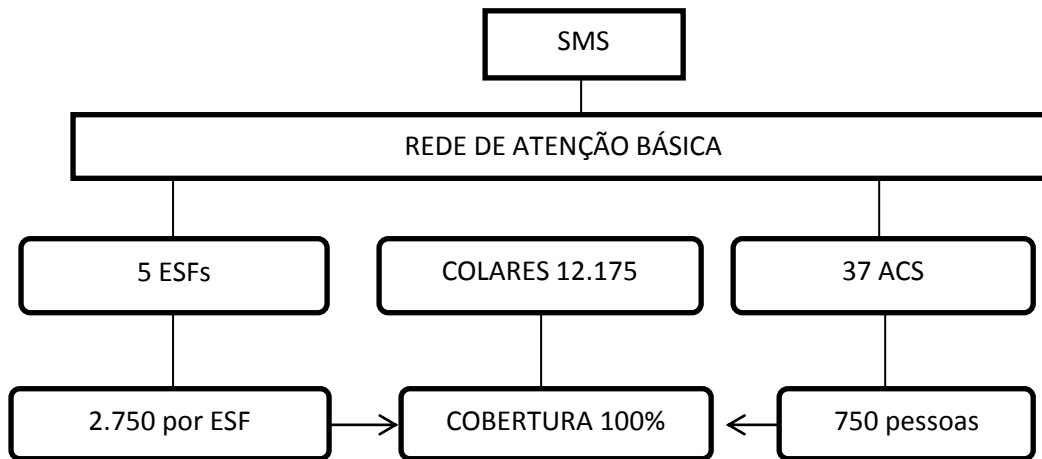 SMS
REDE DE ATENÇÃO BÁSICA
5 ESFs
COLARES 12.175
37 ACS
2.750 por ESF
COBERTURA 100%
750 pessoas